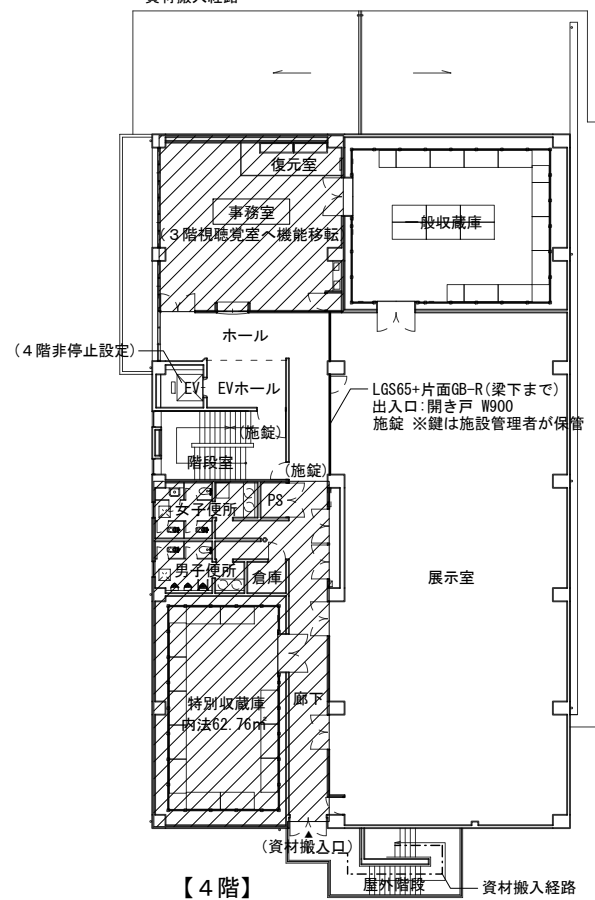 資材搬入経路
復元室
事務室
(３階視聴覚室へ機能移転)
一般収蔵庫
ホール
(４階非停止設定)
EV
EVホール
LGS65+片面GB-R(梁下まで)
出入口:開き戸 W900
施錠 ※鍵は施設管理者が保管
(施錠)
階段室
(施錠)
PS
女子便所
男子便所
倉庫
展示室
特別収蔵庫
内法62.76㎡
廊下
(資材搬入口)
屋外階段
資材搬入経路
【４階】